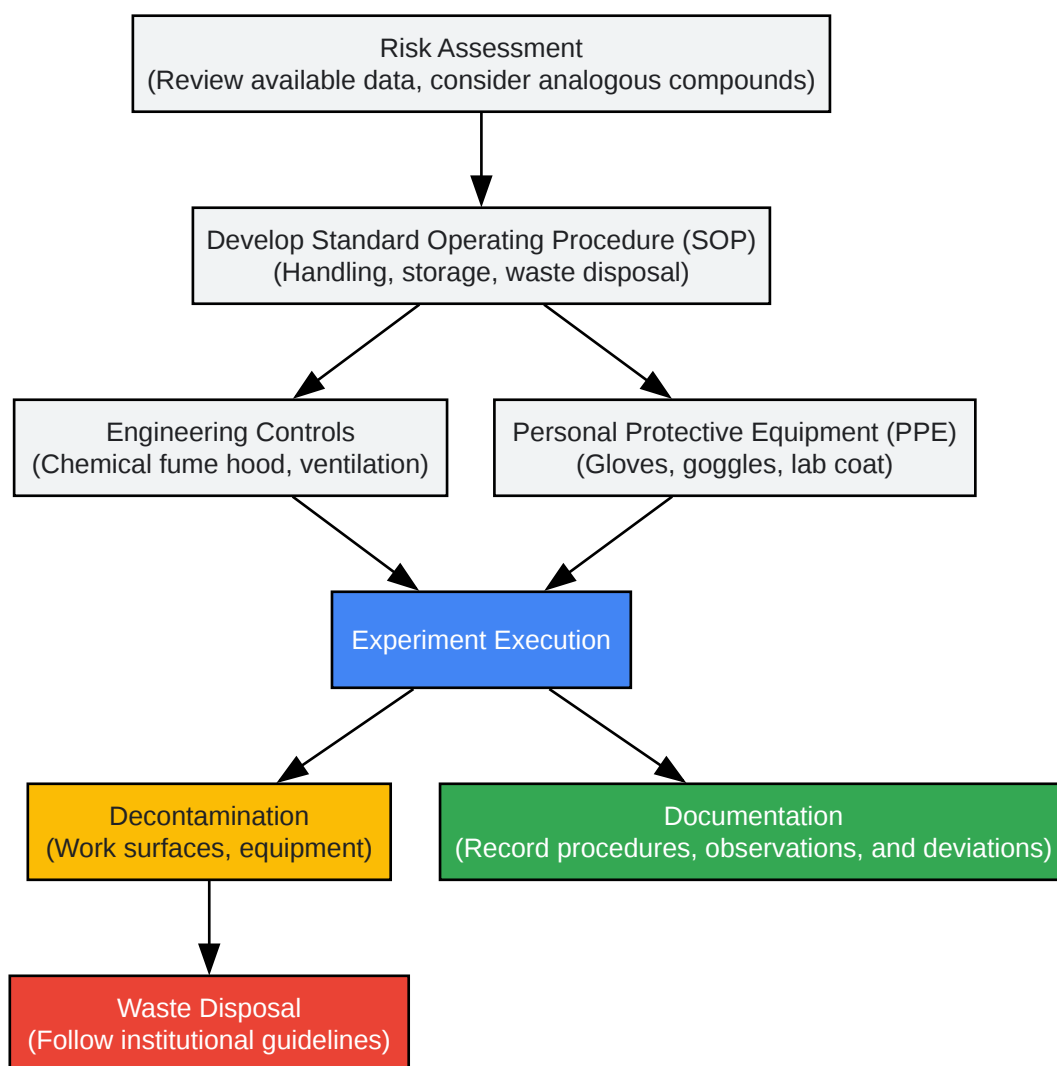 Risk Assessment
(Review available data, consider analogous compounds)
Develop Standard Operating Procedure (SOP)
(Handling, storage, waste disposal)
Engineering Controls
(Chemical fume hood, ventilation)
Personal Protective Equipment (PPE)
(Gloves, goggles, lab coat)
Experiment Execution
Decontamination
(Work surfaces, equipment)
Documentation
(Record procedures, observations, and deviations)
Waste Disposal
(Follow institutional guidelines)